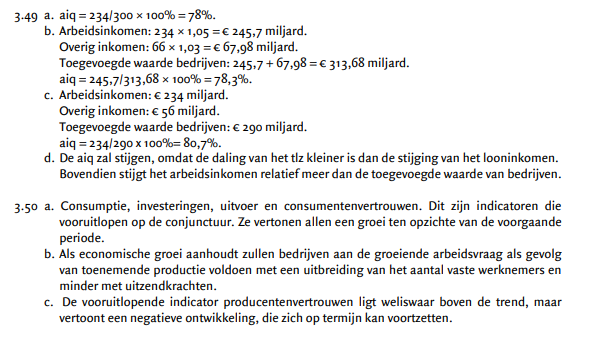 3.49 a. aiq = 234/300 × 100% = 78%.
b. Arbeidsinkomen: 234 × 1,05 = € 245,7 miljard.
Overig inkomen: 66 × 1,03 = € 67,98 miljard.
Toegevoegde waarde bedrijven: 245,7 + 67,98 = € 313,68 miljard.
aiq = 245,7/313,68 × 100% = 78,3%.
c. Arbeidsinkomen: € 234 miljard.
Overig inkomen: € 56 miljard.
Toegevoegde waarde bedrijven: € 290 miljard.
aiq = 234/290 x 100%= 80,7%.
d. De aiq zal stijgen, omdat de daling van het tlz kleiner is dan de stijging van het looninkomen.
Bovendien stijgt het arbeidsinkomen relatief meer dan de toegevoegde waarde van bedrijven.
3.50 a. Consumptie, investeringen, uitvoer en consumentenvertrouwen. Dit zijn indicatoren die
vooruitlopen op de conjunctuur. Ze vertonen allen een groei ten opzichte van de voorgaande
periode.
b. Als economische groei aanhoudt zullen bedrijven aan de groeiende arbeidsvraag als gevolg
van toenemende productie voldoen met een uitbreiding van het aantal vaste werknemers en
minder met uitzendkrachten.
c. De vooruitlopende indicator producentenvertrouwen ligt weliswaar boven de trend, maar
vertoont een negatieve ontwikkeling, die zich op termijn kan voortzetten.